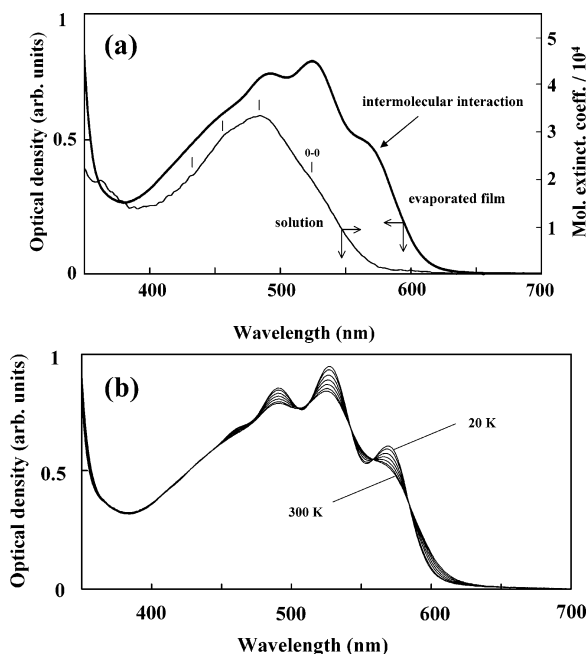 (a)
Optical density (arb. units)
1
0.5
0
5
4
3
2
1
Mol. extinct. coeff. / 10⁴
intermolecular interaction
0-0
evaporated film
solution
400
500
600
700
Wavelength (nm)
(b)
Optical density (arb. units)
1
0.5
0
20 K
300 K
400
500
600
700
Wavelength (nm)